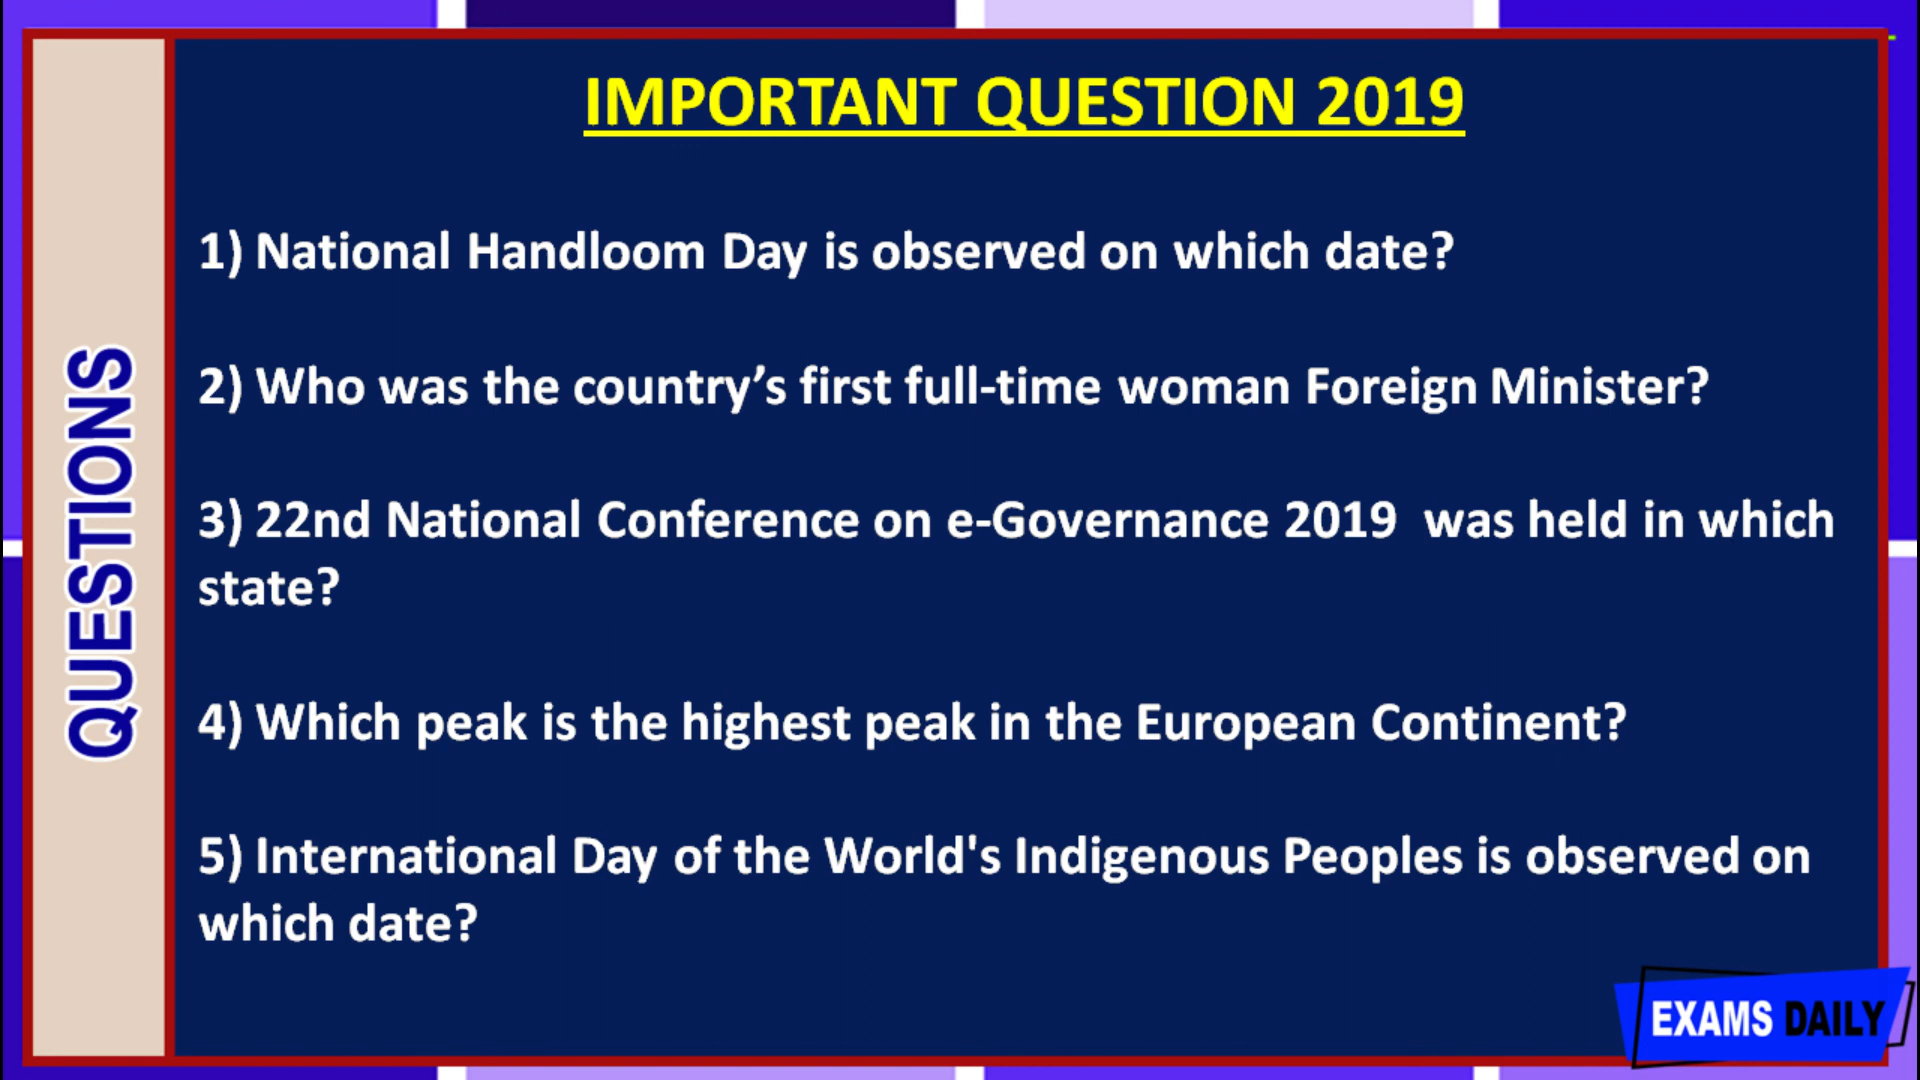 IMPORTANT QUESTION 2019
QUESTIONS
1) National Handloom Day is observed on which date?
2) Who was the country’s first full-time woman Foreign Minister?
3) 22nd National Conference on e-Governance 2019  was held in which
state?
4) Which peak is the highest peak in the European Continent?
5) International Day of the World's Indigenous Peoples is observed on
which date?
EXAMS DAILY